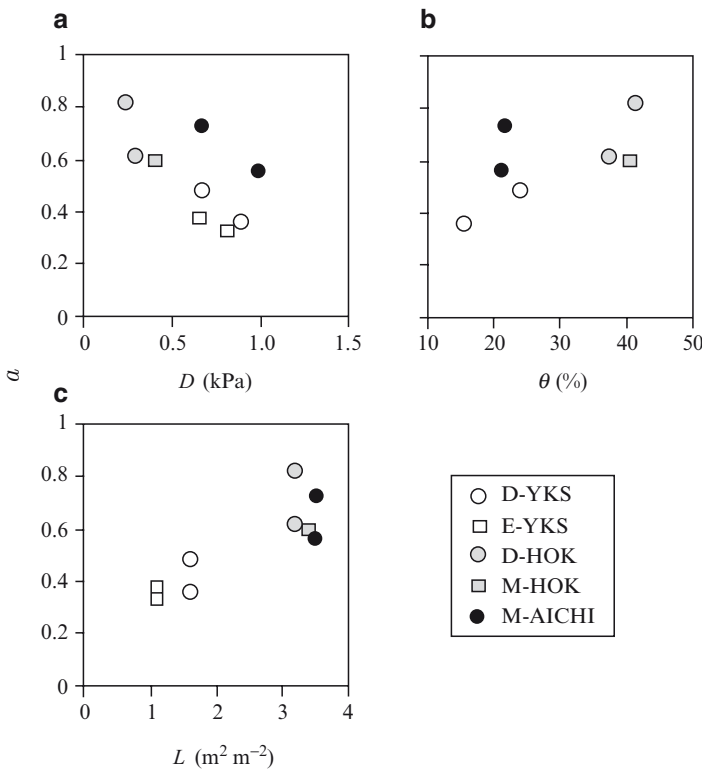 a
b
1
0.8
0.6
0.4
0.2
0
0 0.5 1.0 1.5
10 20 30 40 50
a
D (kPa)
θ (%)
c
1
0.8
0.6
0.4
0.2
0
0 1 2 3 4
L (m² m⁻²)
D-YKS
E-YKS
D-HOK
M-HOK
M-AICHI